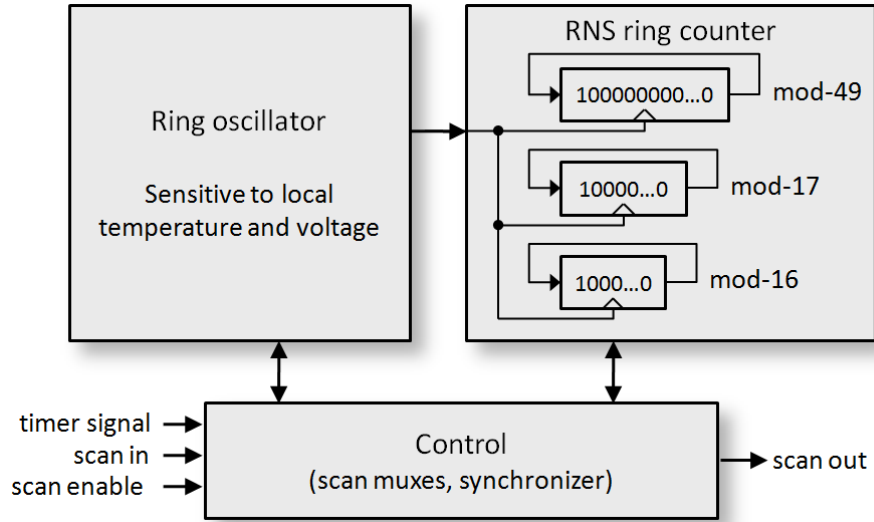 Ring oscillator
Sensitive to local
temperature and voltage
RNS ring counter
100000000...0
mod-49
10000...0
mod-17
1000...0
mod-16
timer signal
scan in
scan enable
Control
(scan muxes, synchronizer)
scan out